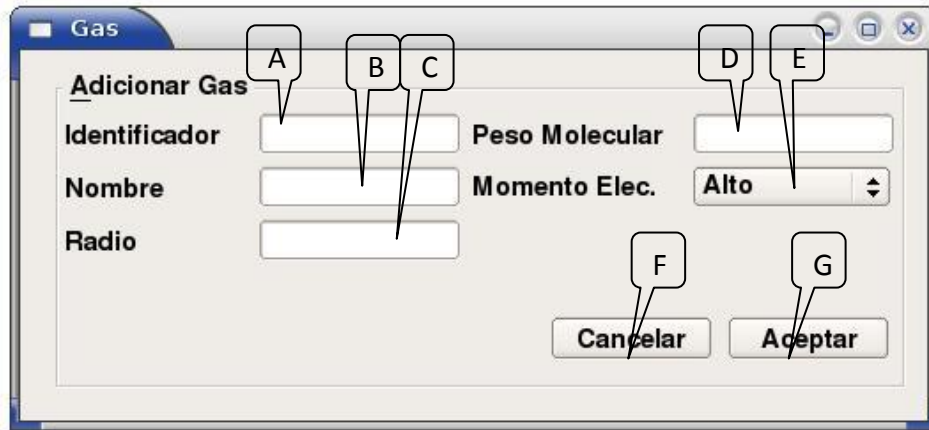 Gas
A B C D E
Adicionar Gas
Identificador Peso Molecular
Nombre Momento Elec. Alto
Radio
F G
Cancelar Aceptar